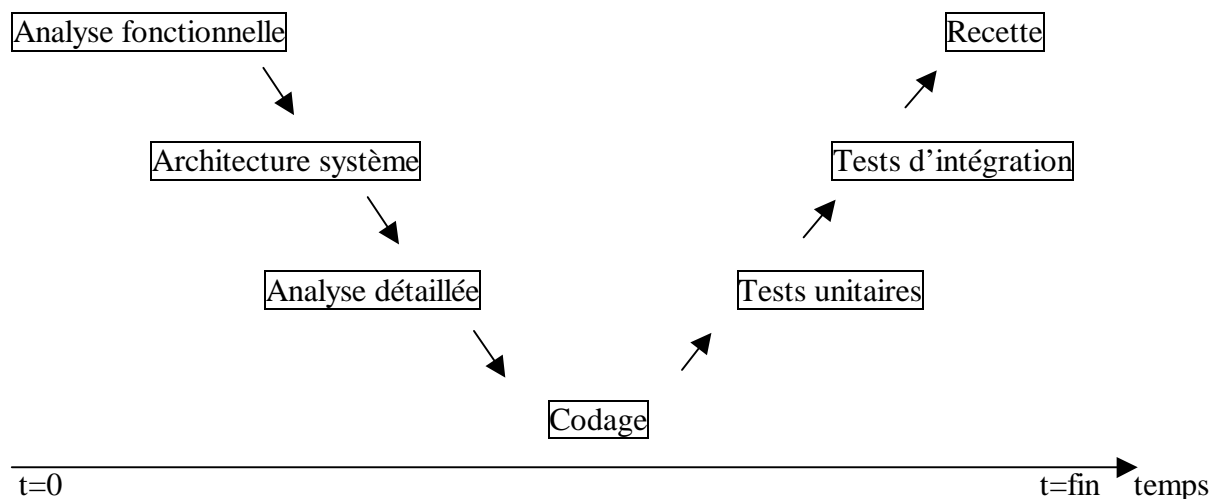 Analyse fonctionnelle
Recette
Architecture système
Tests d'intégration
Analyse détaillée
Tests unitaires
Codage
t=0
t=fin
temps